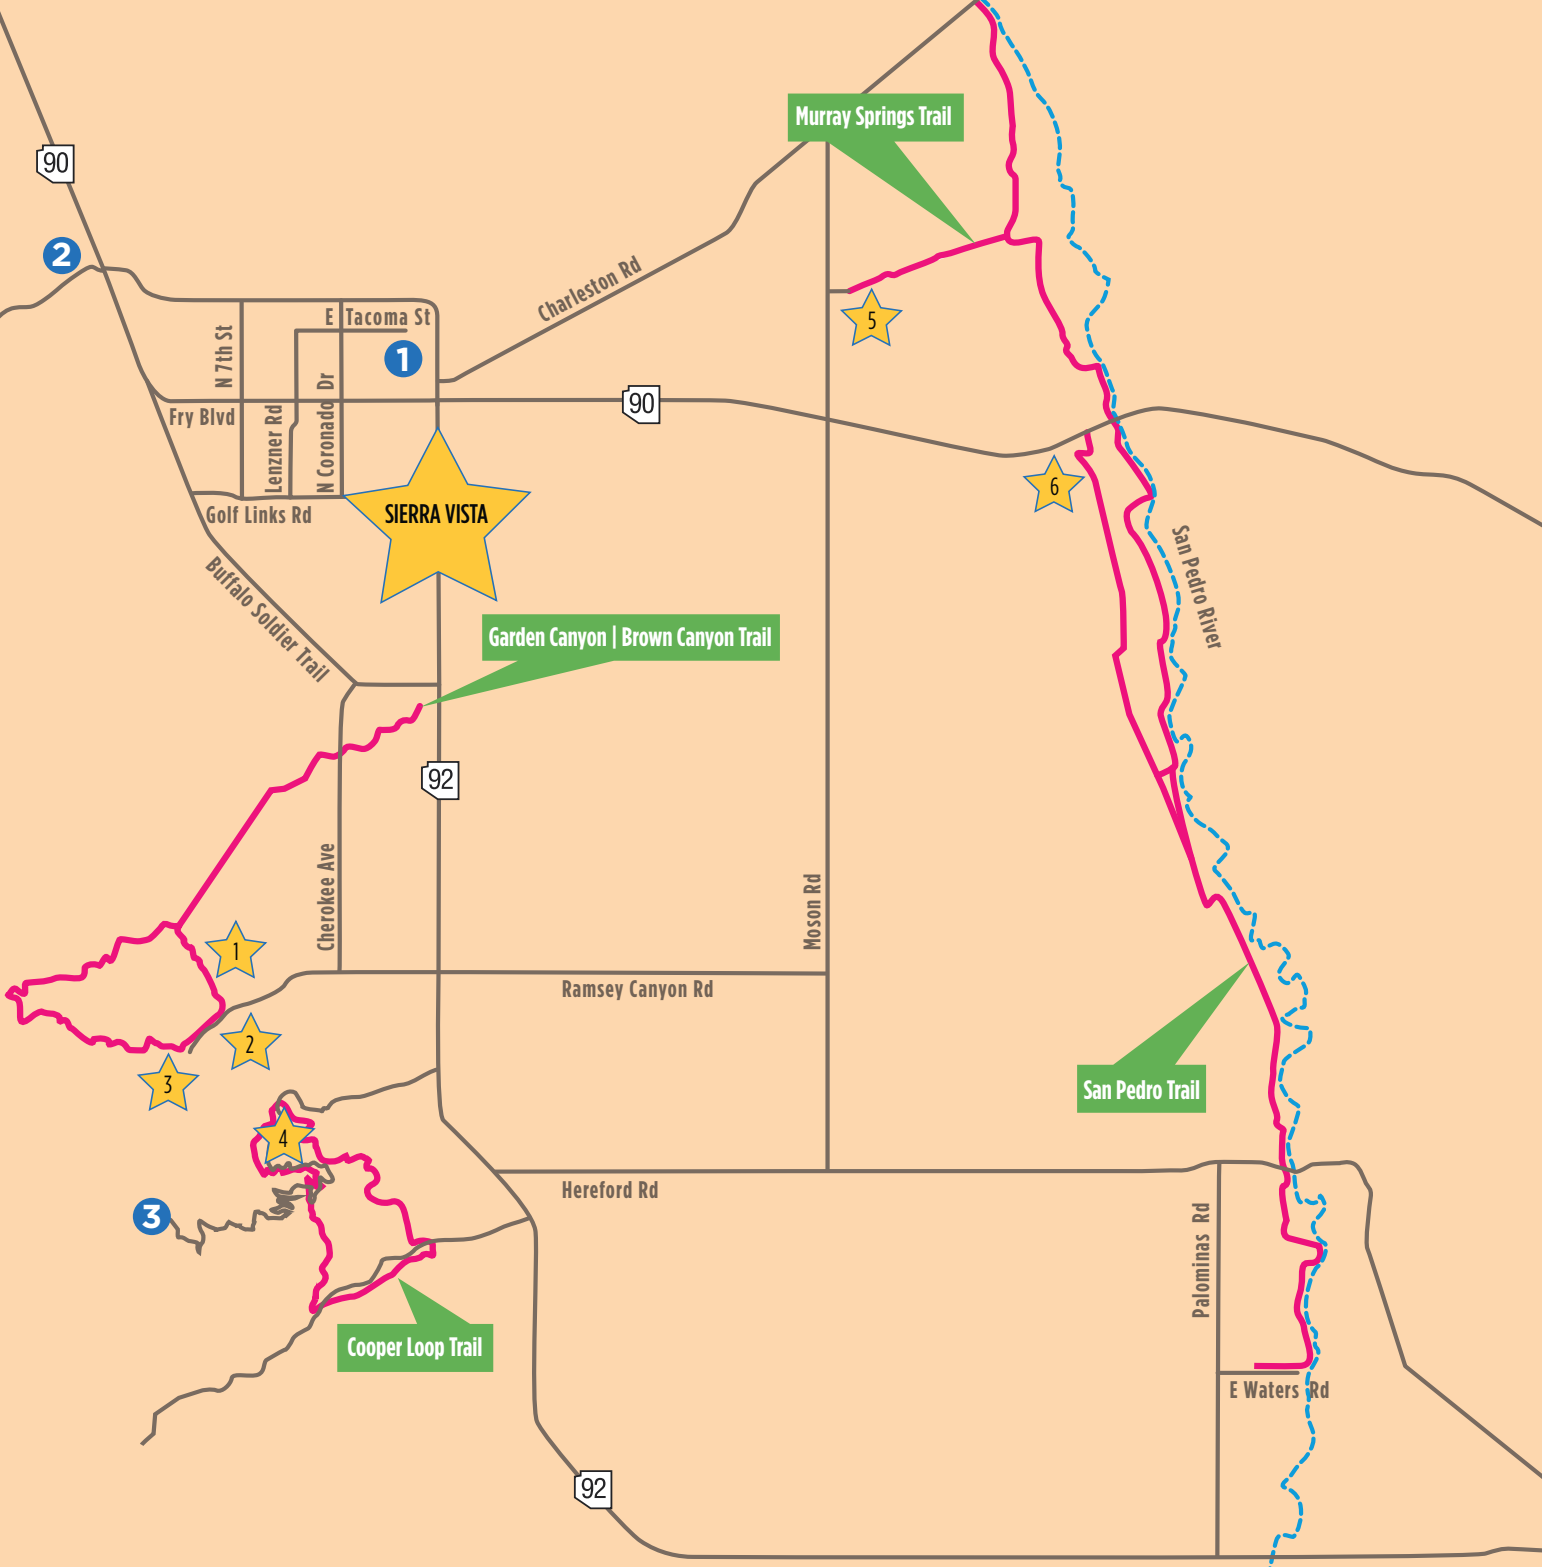 Murray Springs Trail
90
2
Charleston Rd
E Tacoma St
5
N 7th St
1
N Coronado Dr
90
Fry Blvd
Lenzner Rd
6
Golf Links Rd
SIERRA VISTA
San Pedro River
Buffalo Soldier Trail
Garden Canyon | Brown Canyon Trail
92
Cherokee Ave
Moson Rd
1
Ramsey Canyon Rd
2
3
San Pedro Trail
4
Hereford Rd
3
Palominas Rd
Cooper Loop Trail
E Waters Rd
92